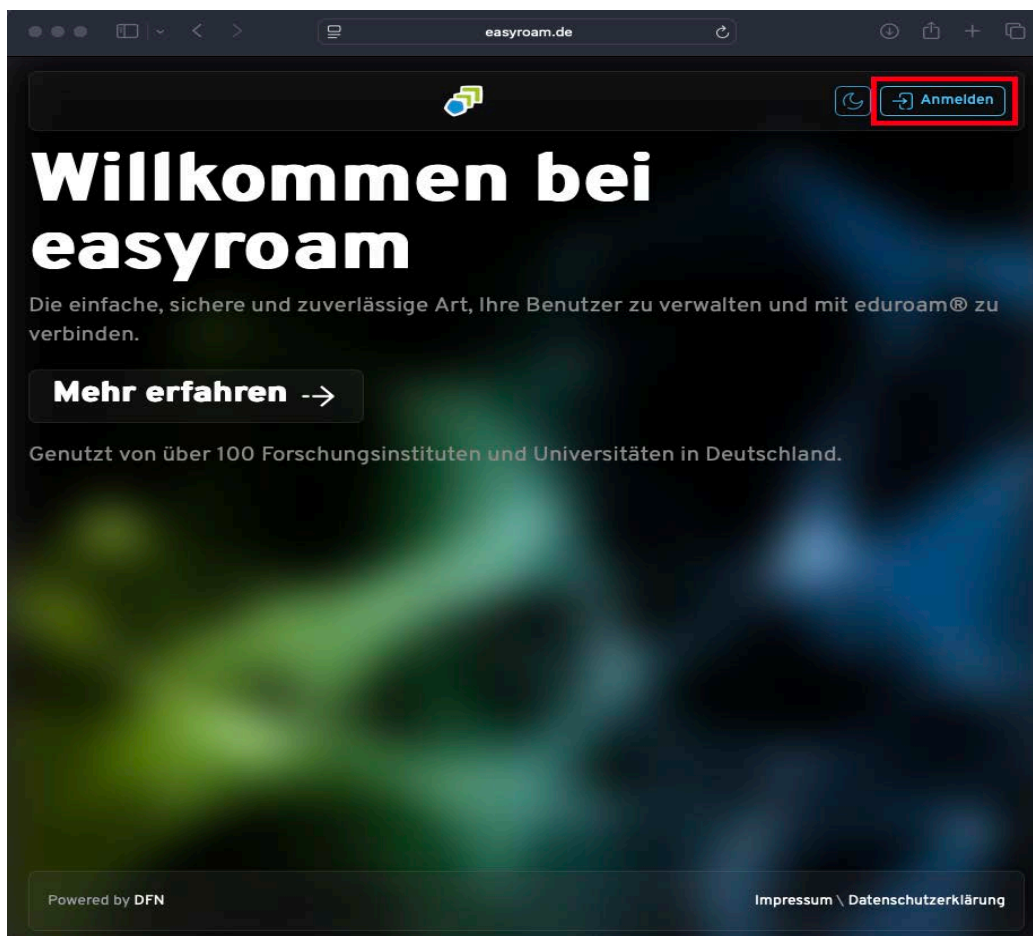 easyroam.de
Anmelden
Willkommen bei
easyroam
Die einfache, sichere und zuverlässige Art, Ihre Benutzer zu verwalten und mit eduroam® zu
verbinden.
Mehr erfahren -->
Genutzt von über 100 Forschungsinstituten und Universitäten in Deutschland.
Powered by DFN
Impressum \ Datenschutzerklärung